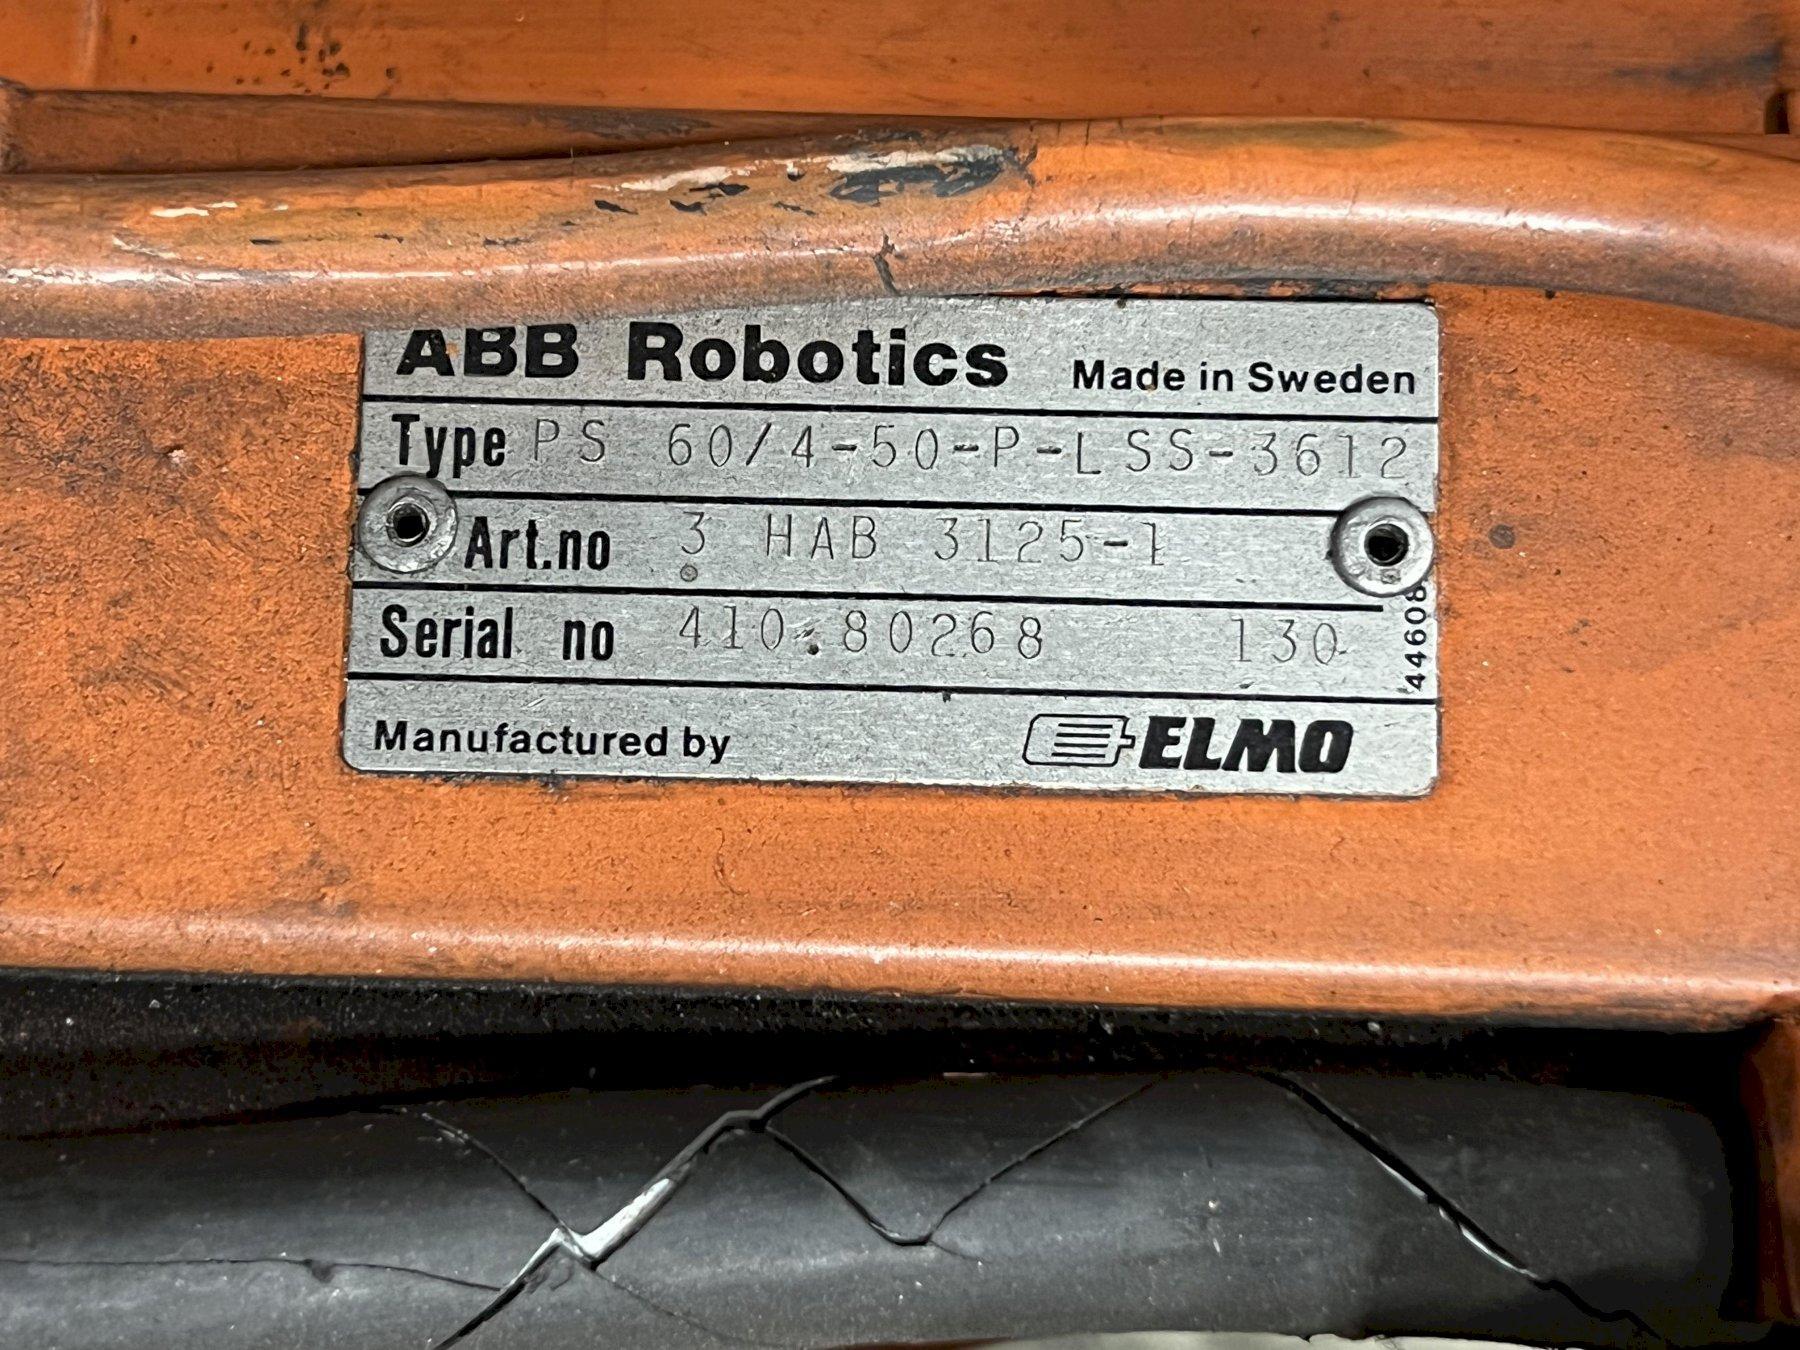 ABB Robotics Made in Sweden
Type PS 60/4-50-P-LSS-3612
Art.no 3 HAB 3125-1
Serial no 410.80268 130
44608
Manufactured by ELMO